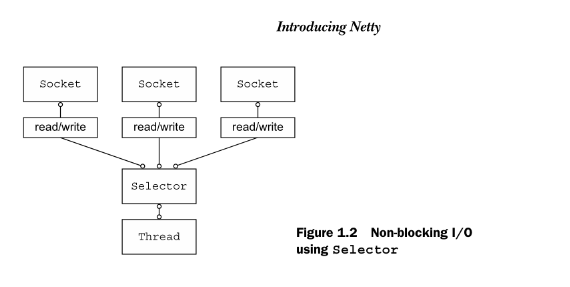 Introducing Netty
Socket Socket Socket
read/write read/write read/write
Selector
Thread
Figure 1.2 Non-blocking I/O
using Selector